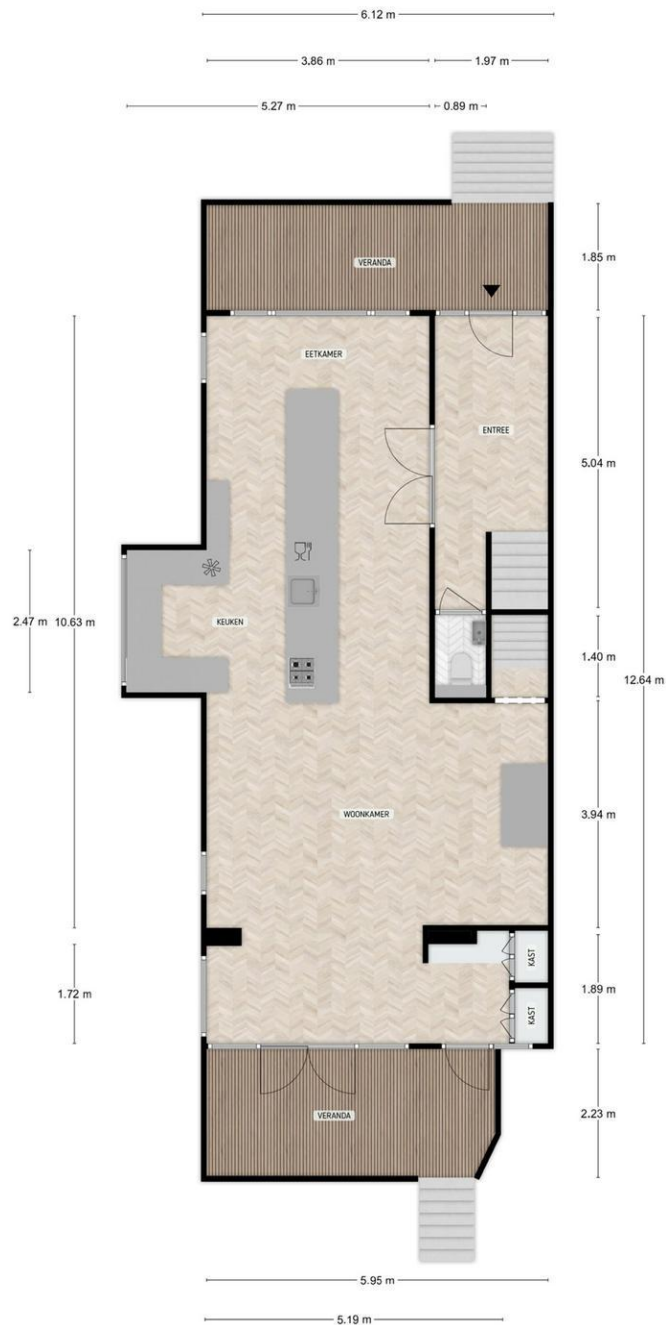 6.12 m
3.86 m
1.97 m
5.27 m
0.89 m
VERANDA
1.85 m
EETKAMER
ENTREE
5.04 m
2.47 m
10.63 m
KEUKEN
1.40 m
12.64 m
WOONKAMER
3.94 m
KAST
1.72 m
1.89 m
KAST
VERANDA
2.23 m
5.95 m
5.19 m